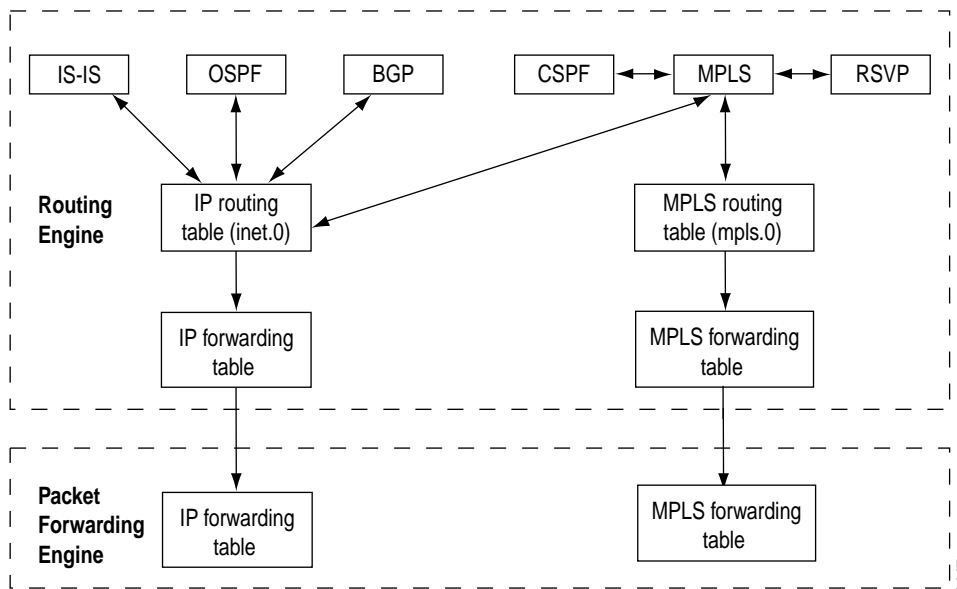 IS-IS
OSPF
BGP
CSPF
MPLS
RSVP
Routing
Engine
IP routing
table (inet.0)
MPLS routing
table (mpls.0)
IP forwarding
table
MPLS forwarding
table
Packet
Forwarding
Engine
IP forwarding
table
MPLS forwarding
table